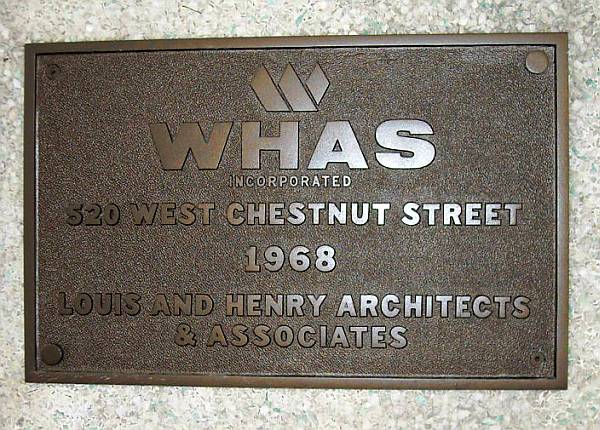 WHAS
INCORPORATED
520 WEST CHESTNUT STREET
1968
LOUIS AND HENRY ARCHITECTS
& ASSOCIATES